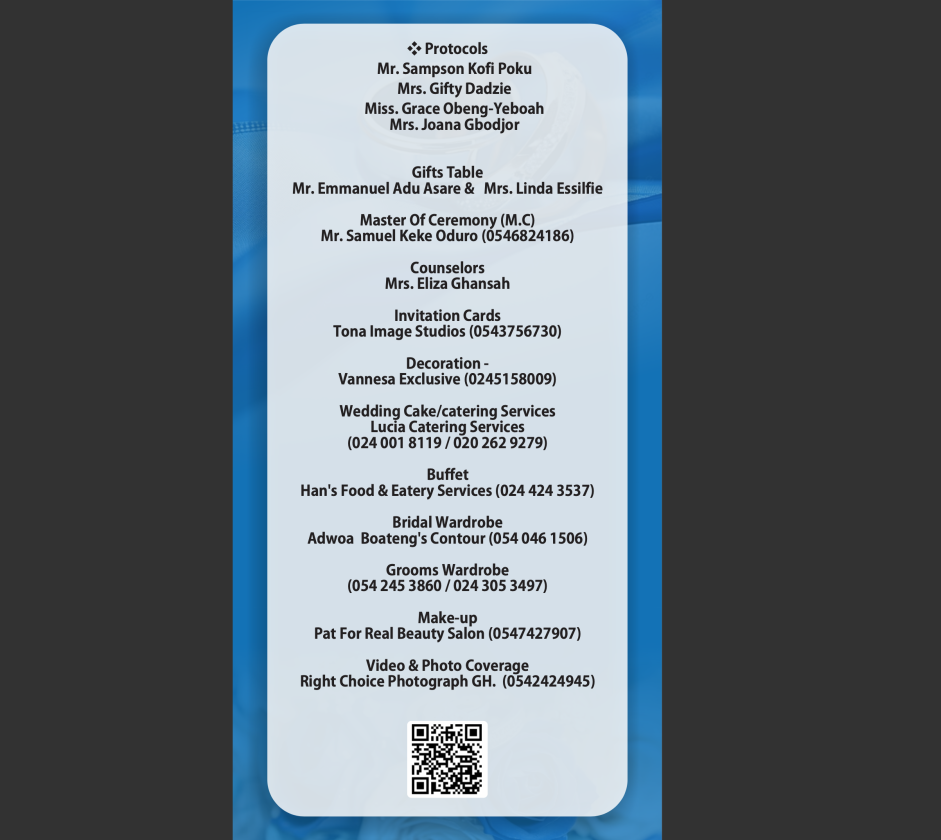 ❖ Protocols
Mr. Sampson Kofi Poku
Mrs. Gifty Dadzie
Miss. Grace Obeng-Yeboah
Mrs. Joana Gbodjor
Gifts Table
Mr. Emmanuel Adu Asare &  Mrs. Linda Essilfie
Master Of Ceremony (M.C)
Mr. Samuel Keke Oduro (0546824186)
Counselors
Mrs. Eliza Ghansah
Invitation Cards
Tona Image Studios (0543756730)
Decoration -
Vannesa Exclusive (0245158009)
Wedding Cake/catering Services
Lucia Catering Services
(024 001 8119 / 020 262 9279)
Buffet
Han's Food & Eatery Services (024 424 3537)
Bridal Wardrobe
Adwoa  Boateng's Contour (054 046 1506)
Grooms Wardrobe
(054 245 3860 / 024 305 3497)
Make-up
Pat For Real Beauty Salon (0547427907)
Video & Photo Coverage
Right Choice Photograph GH.  (0542424945)